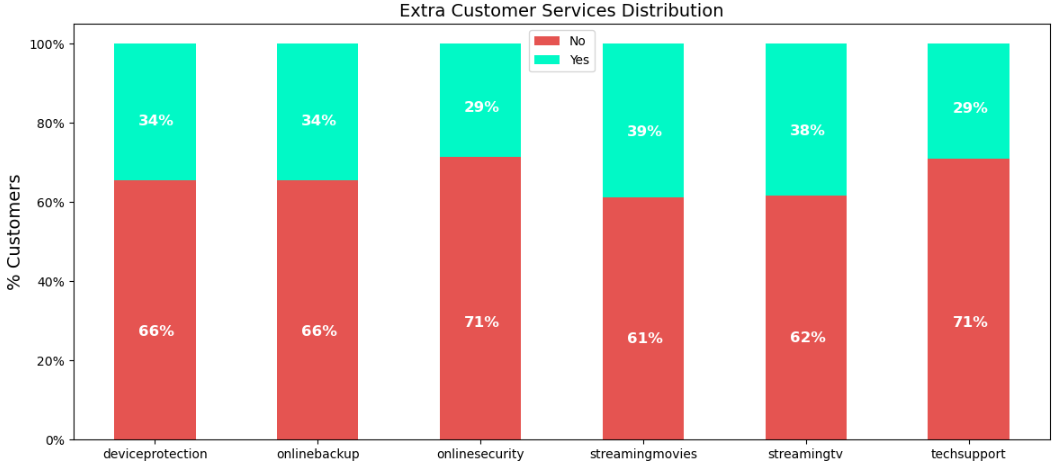 Extra Customer Services Distribution
No
Yes
% Customers
100%
80%
60%
40%
20%
0%
34%
34%
29%
39%
38%
29%
66%
66%
71%
61%
62%
71%
deviceprotection
onlinebackup
onlinesecurity
streamingmovies
streamingtv
techsupport